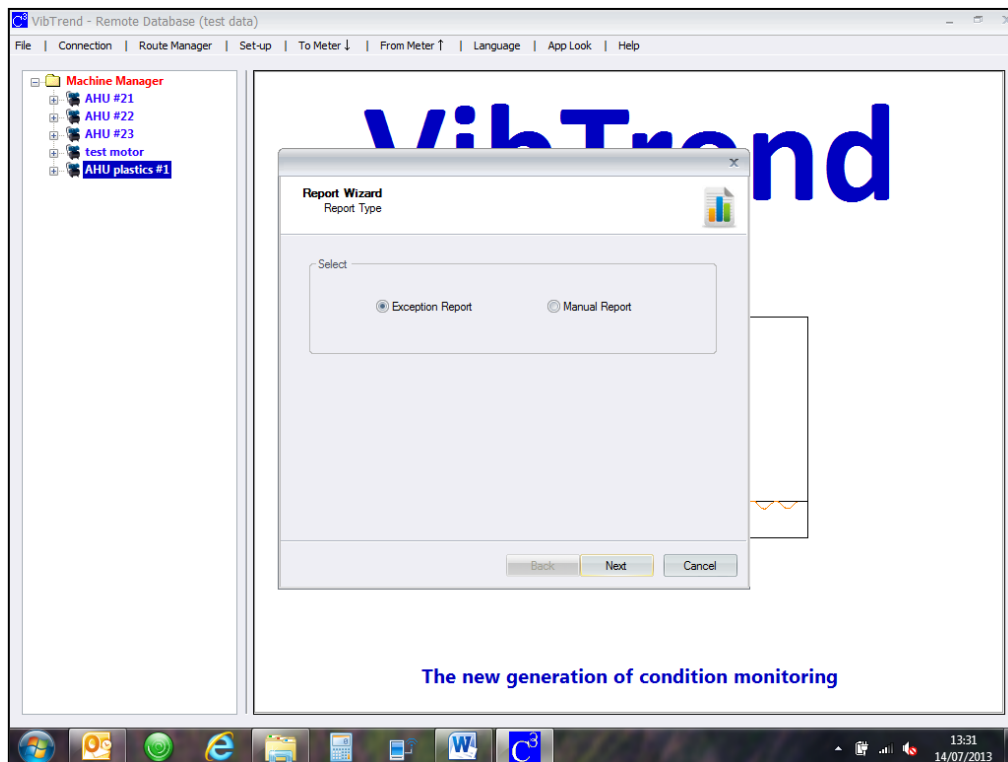 VibTrend - Remote Database (test data)
File | Connection | Route Manager | Set-up | To Meter ↓ | From Meter ↑ | Language | App Look | Help
Machine Manager
AHU #21
AHU #22
AHU #23
test motor
AHU plastics #1
VibTrend
Report Wizard
Report Type
Select
Exception Report
Manual Report
Back
Next
Cancel
The new generation of condition monitoring
13:31
14/07/2013